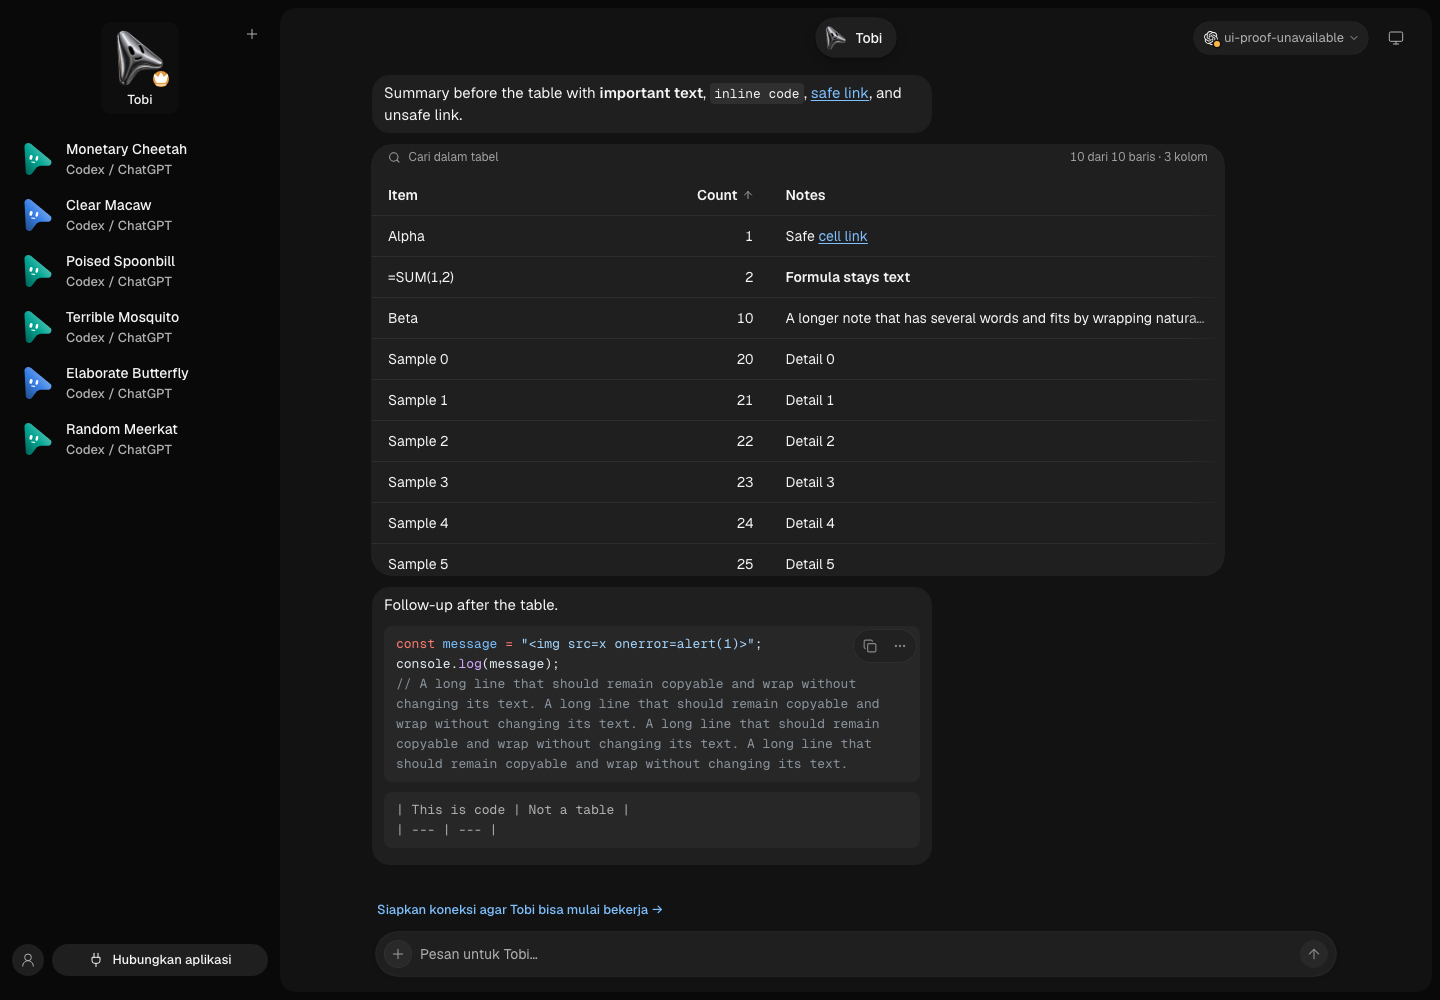 Tobi
Monetary Cheetah
Codex / ChatGPT
Clear Macaw
Codex / ChatGPT
Poised Spoonbill
Codex / ChatGPT
Terrible Mosquito
Codex / ChatGPT
Elaborate Butterfly
Codex / ChatGPT
Random Meerkat
Codex / ChatGPT
Hubungkan aplikasi
Tobi
ui-proof-unavailable
Summary before the table with important text, inline code, safe link, and
unsafe link.
Cari dalam tabel 10 dari 10 baris · 3 kolom
Item Count ↑ Notes
Alpha 1 Safe cell link
=SUM(1,2) 2 Formula stays text
Beta 10 A longer note that has several words and fits by wrapping natura…
Sample 0 20 Detail 0
Sample 1 21 Detail 1
Sample 2 22 Detail 2
Sample 3 23 Detail 3
Sample 4 24 Detail 4
Sample 5 25 Detail 5
Follow-up after the table.
const message = "<img src=x onerror=alert(1)>";
console.log(message);
// A long line that should remain copyable and wrap without
changing its text. A long line that should remain copyable and
wrap without changing its text. A long line that should remain
copyable and wrap without changing its text. A long line that
should remain copyable and wrap without changing its text.
| This is code | Not a table |
| --- | --- |
Siapkan koneksi agar Tobi bisa mulai bekerja →
Pesan untuk Tobi…